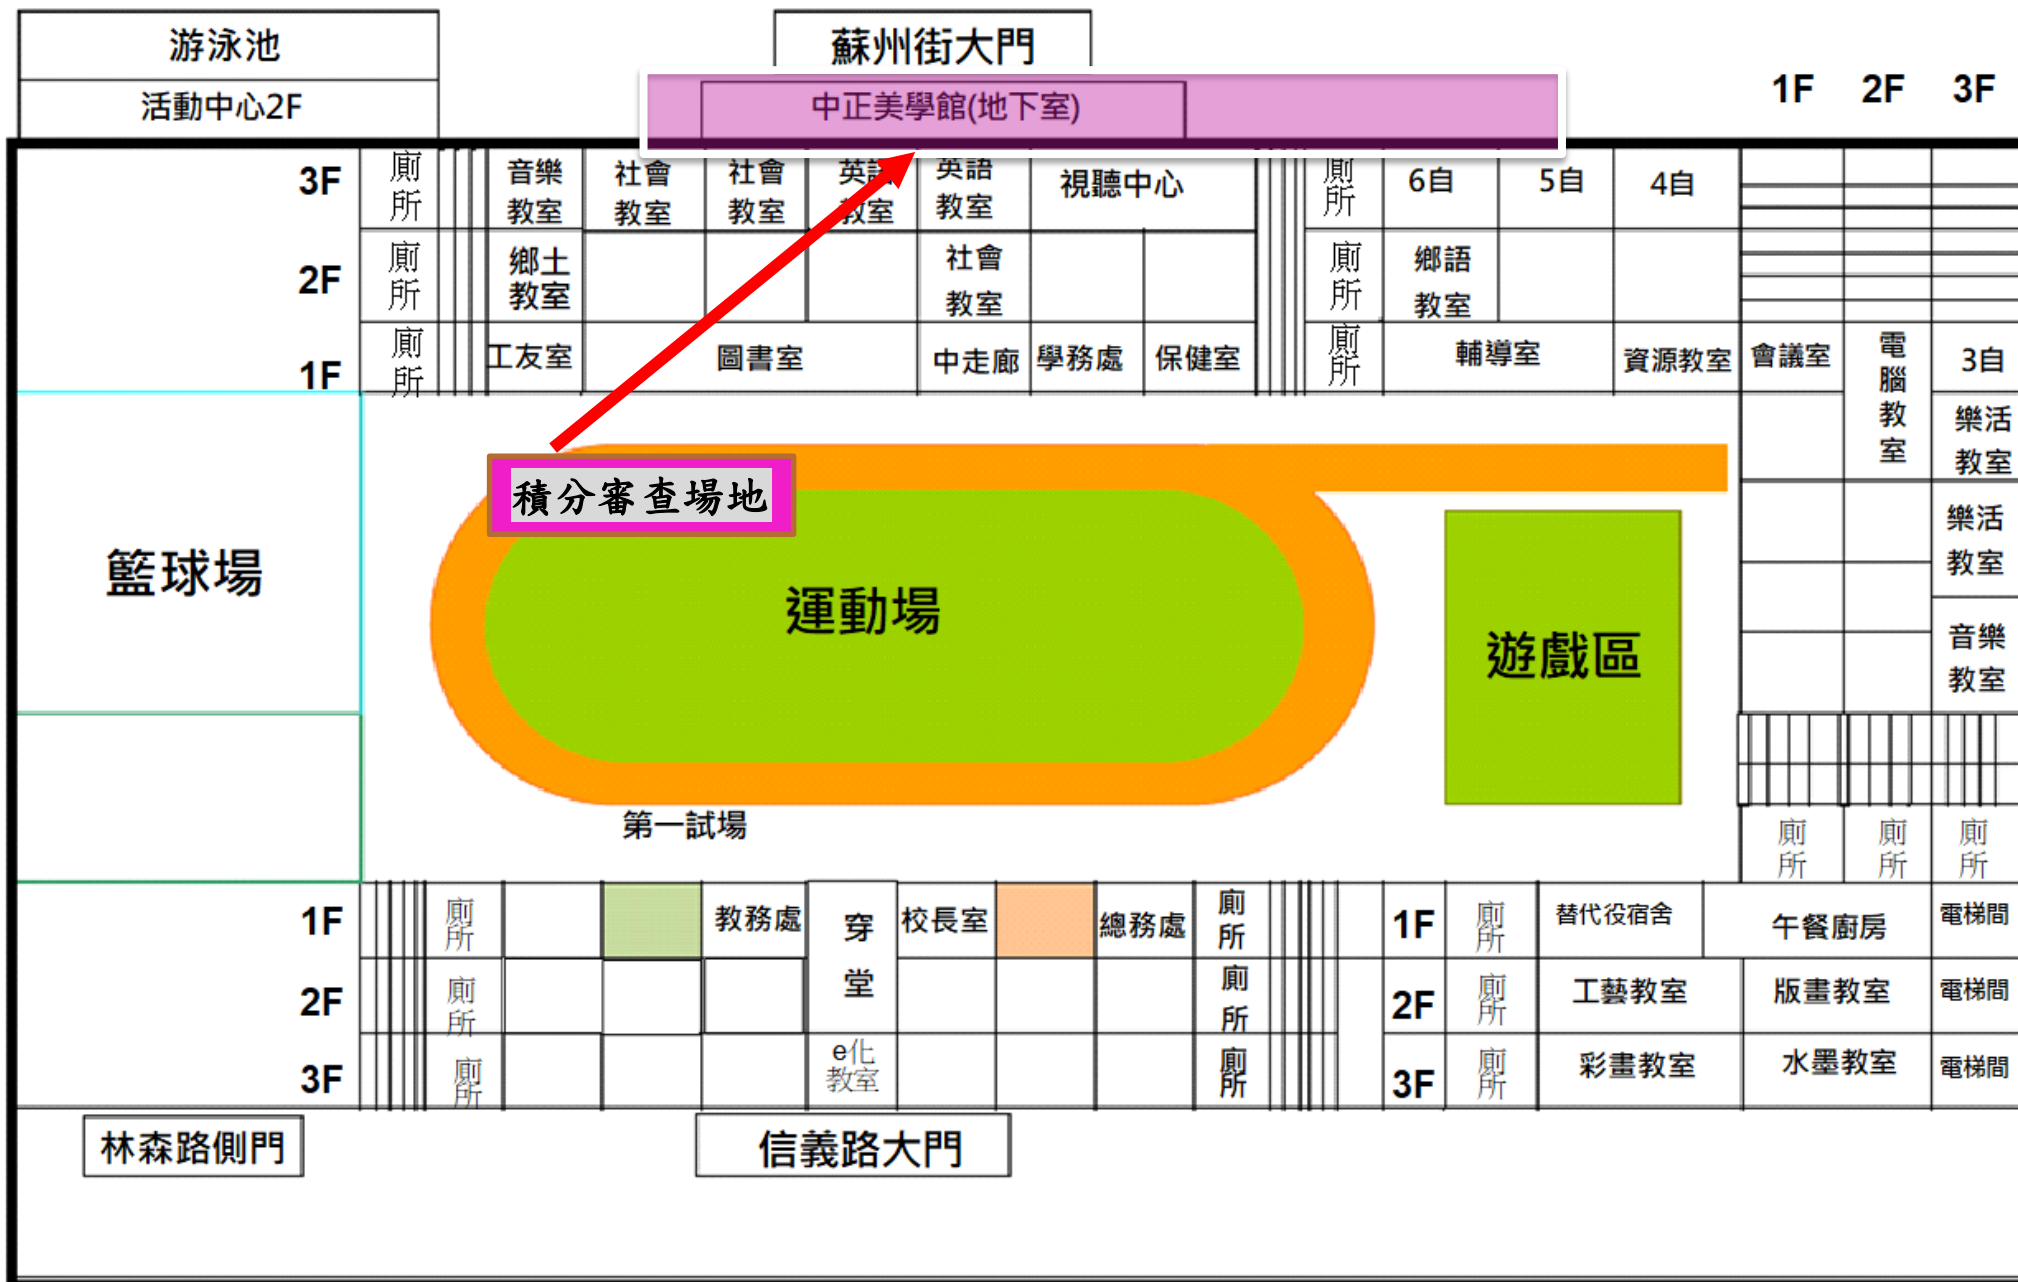 游泳池
蘇州街大門
活動中心2F
中正美學館(地下室)
1F 2F 3F
3F 廁所 音樂教室 社會教室 社會教室 英語教室 英語教室 視聽中心 廁所 6自 5自 4自
2F 廁所 鄉土教室 社會教室 廁所 鄉語教室
1F 廁所 工友室 圖書室 中走廊 學務處 保健室 廁所 輔導室 資源教室 會議室 電腦教室 3自
樂活教室
積分審查場地
樂活教室
籃球場
運動場
遊戲區
音樂教室
第一試場
廁所 廁所 廁所
1F 廁所 教務處 穿堂 校長室 總務處 廁所 1F 廁所 替代役宿舍 午餐廚房 電梯間
2F 廁所 廁所 2F 廁所 工藝教室 版畫教室 電梯間
3F 廁所 e化教室 廁所 3F 廁所 彩畫教室 水墨教室 電梯間
林森路側門
信義路大門